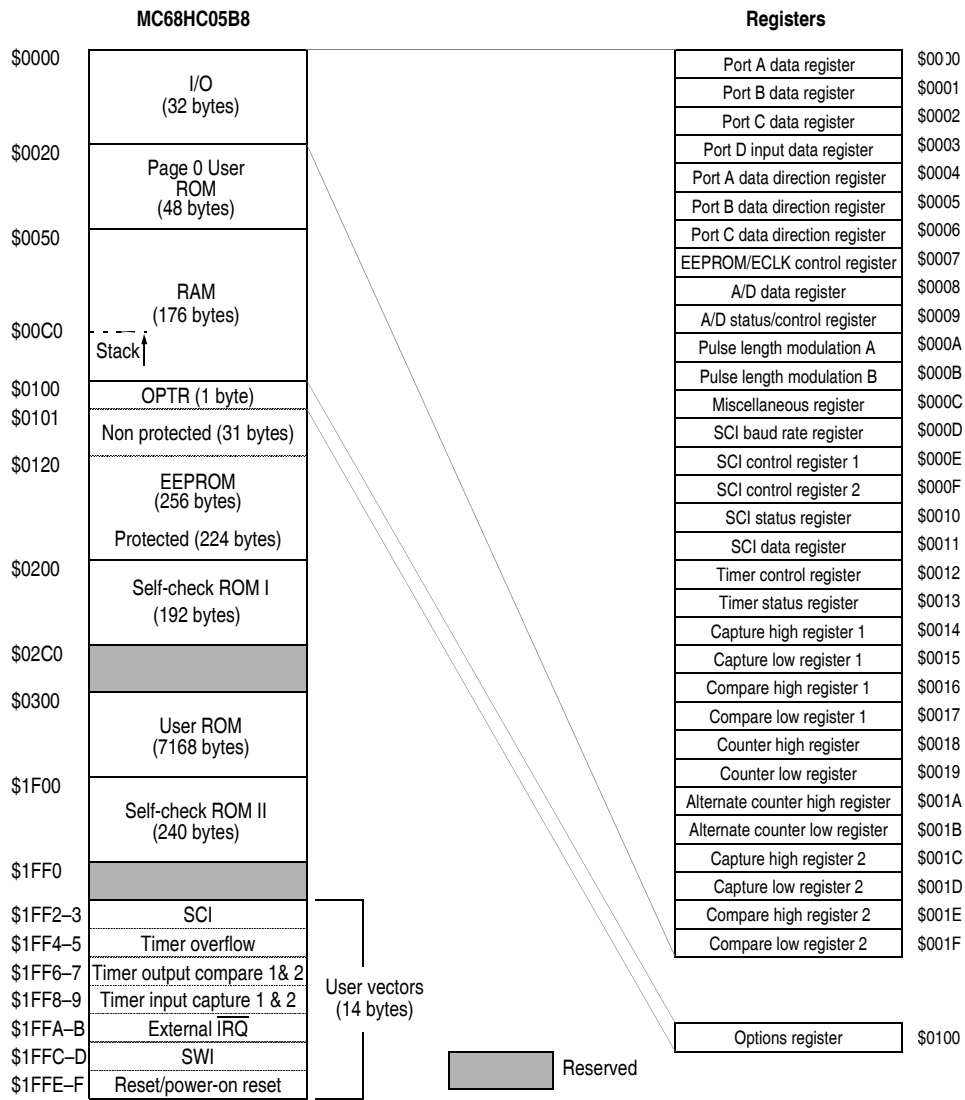 MC68HC05B8
$0000
I/O
(32 bytes)
$0020
Page 0 User
ROM
(48 bytes)
$0050
RAM
(176 bytes)
$00C0
Stack
$0100
OPTR (1 byte)
$0101
Non protected (31 bytes)
$0120
EEPROM
(256 bytes)
Protected (224 bytes)
$0200
Self-check ROM I
(192 bytes)
$02C0
$0300
User ROM
(7168 bytes)
$1F00
Self-check ROM II
(240 bytes)
$1FF0
$1FF2–3 SCI
$1FF4–5 Timer overflow
$1FF6–7 Timer output compare 1& 2
$1FF8–9 Timer input capture 1 & 2
$1FFA–B External IRQ
$1FFC–D SWI
$1FFE–F Reset/power-on reset
User vectors
(14 bytes)
Reserved
Registers
Port A data register $0000
Port B data register $0001
Port C data register $0002
Port D input data register $0003
Port A data direction register $0004
Port B data direction register $0005
Port C data direction register $0006
EEPROM/ECLK control register $0007
A/D data register $0008
A/D status/control register $0009
Pulse length modulation A $000A
Pulse length modulation B $000B
Miscellaneous register $000C
SCI baud rate register $000D
SCI control register 1 $000E
SCI control register 2 $000F
SCI status register $0010
SCI data register $0011
Timer control register $0012
Timer status register $0013
Capture high register 1 $0014
Capture low register 1 $0015
Compare high register 1 $0016
Compare low register 1 $0017
Counter high register $0018
Counter low register $0019
Alternate counter high register $001A
Alternate counter low register $001B
Capture high register 2 $001C
Capture low register 2 $001D
Compare high register 2 $001E
Compare low register 2 $001F
Options register $0100